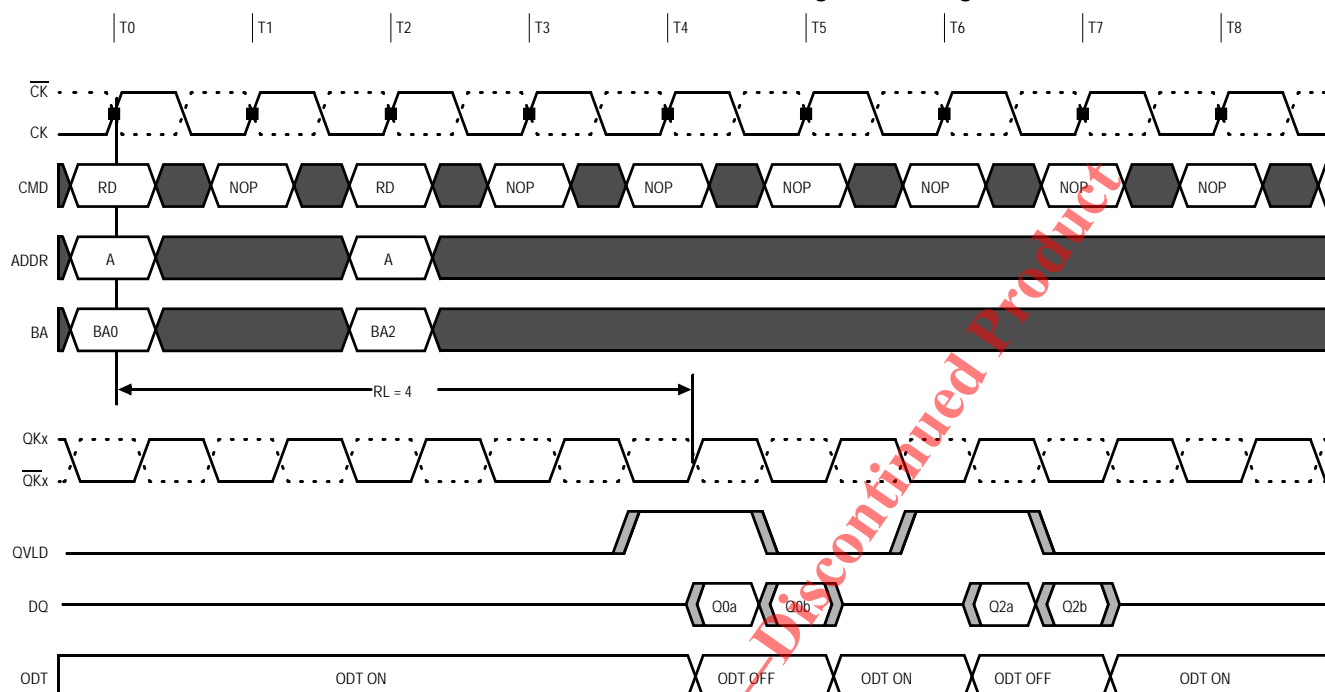 T0 T1 T2 T3 T4 T5 T6 T7 T8
CK
CK
CMD RD NOP RD NOP NOP NOP NOP NOP NOP
ADDR A A
BA BA0 BA2
RL = 4
QKx
QKx
QVLD
DQ Q0a Q0b Q2a Q2b
ODT ODT ON ODT OFF ODT ON ODT OFF ODT ON
—Discontinued Product